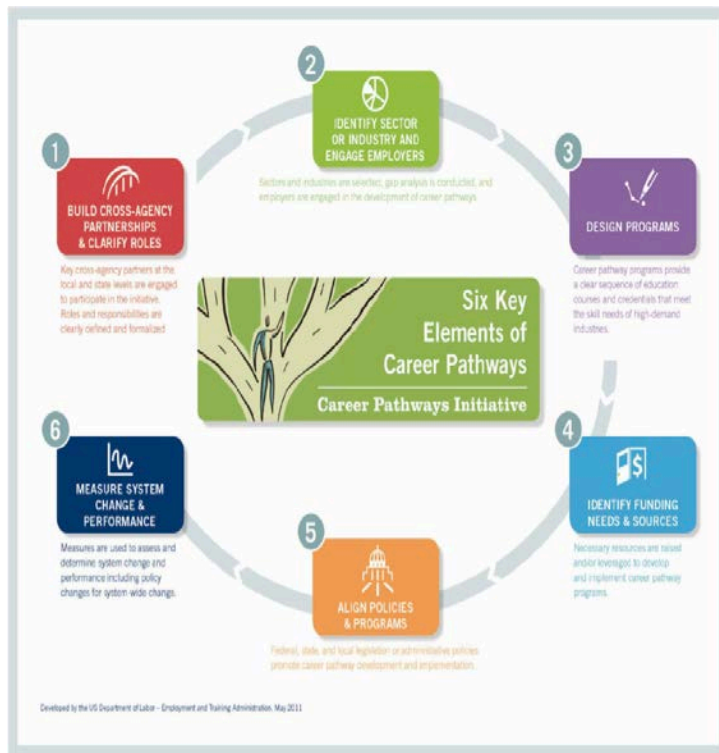 1
BUILD CROSS-AGENCY
PARTNERSHIPS
& CLARIFY ROLES
Key cross-agency partners at the
local and state levels are engaged
to participate in the initiative.
Roles and responsibilities are
clearly defined and formalized
2
IDENTIFY SECTOR
OR INDUSTRY AND
ENGAGE EMPLOYERS
Sectors and industries are selected, gap analysis is conducted, and
employers are engaged in the development of career pathways
3
DESIGN PROGRAMS
Career pathway programs provide
a clear sequence of education
courses and credentials that meet
the skill needs of high-demand
industries.
Six Key
Elements of
Career Pathways
Career Pathways Initiative
4
$
IDENTIFY FUNDING
NEEDS & SOURCES
Necessary resources are raised
and/or leveraged to develop
and implement career pathway
programs.
5
ALIGN POLICIES
& PROGRAMS
Federal, state, and local legislation or administrative policies
promote career pathway development and implementation.
6
MEASURE SYSTEM
CHANGE &
PERFORMANCE
Measures are used to assess and
determine system change and
performance including policy
changes for system-wide change.
Developed by the US Department of Labor – Employment and Training Administration, May 2011